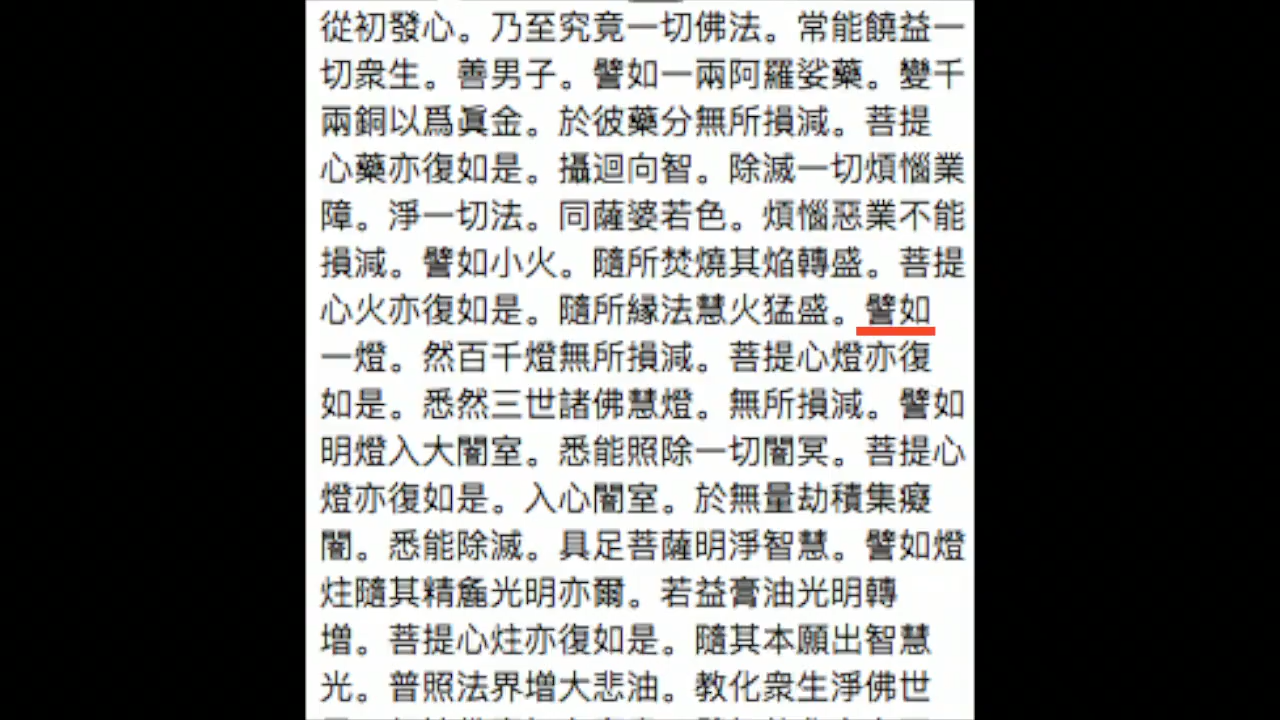 從初發心。乃至究竟一切佛法。常能饒益一
切衆生。善男子。譬如一兩阿羅娑藥。變千
兩銅以爲眞金。於彼藥分無所損減。菩提
心藥亦復如是。攝迴向智。除滅一切煩惱業
障。淨一切法。同薩婆若色。煩惱惡業不能
損減。譬如小火。隨所焚燒其焰轉盛。菩提
心火亦復如是。隨所緣法慧火猛盛。譬如
一燈。然百千燈無所損減。菩提心燈亦復
如是。悉然三世諸佛慧燈。無所損減。譬如
明燈入大闇室。悉能照除一切闇冥。菩提心
燈亦復如是。入心闇室。於無量劫積集癡
闇。悉能除滅。具足菩薩明淨智慧。譬如燈
炷隨其精麁光明亦爾。若益膏油光明轉
增。菩提心炷亦復如是。隨其本願出智慧
光。普照法界增大悲油。教化衆生淨佛世